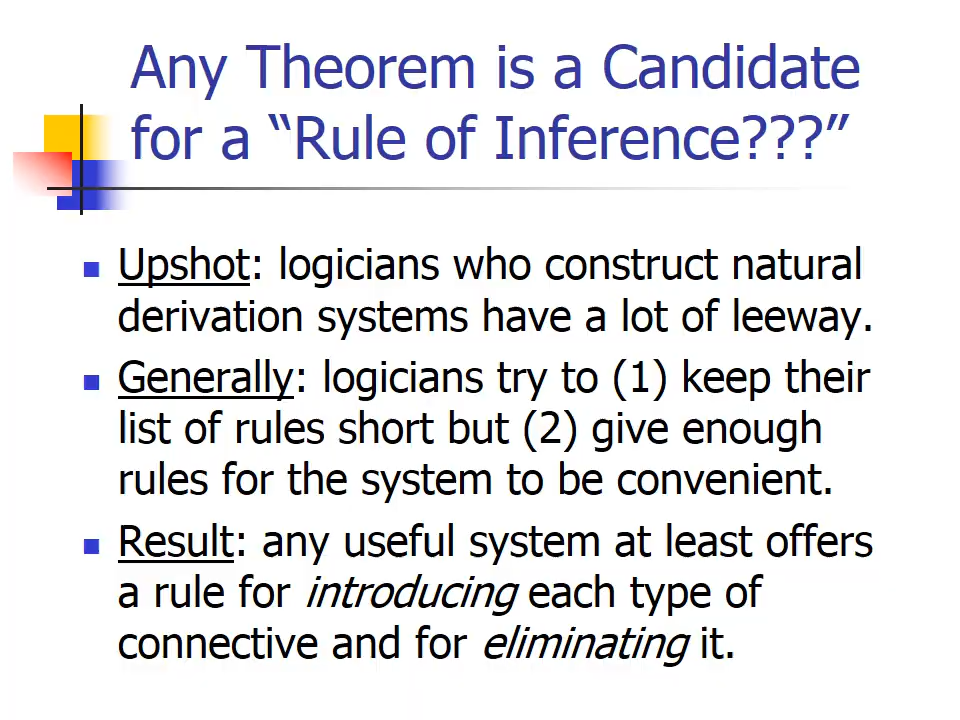 Any Theorem is a Candidate
for a “Rule of Inference???”
Upshot: logicians who construct natural
derivation systems have a lot of leeway.
Generally: logicians try to (1) keep their
list of rules short but (2) give enough
rules for the system to be convenient.
Result: any useful system at least offers
a rule for introducing each type of
connective and for eliminating it.